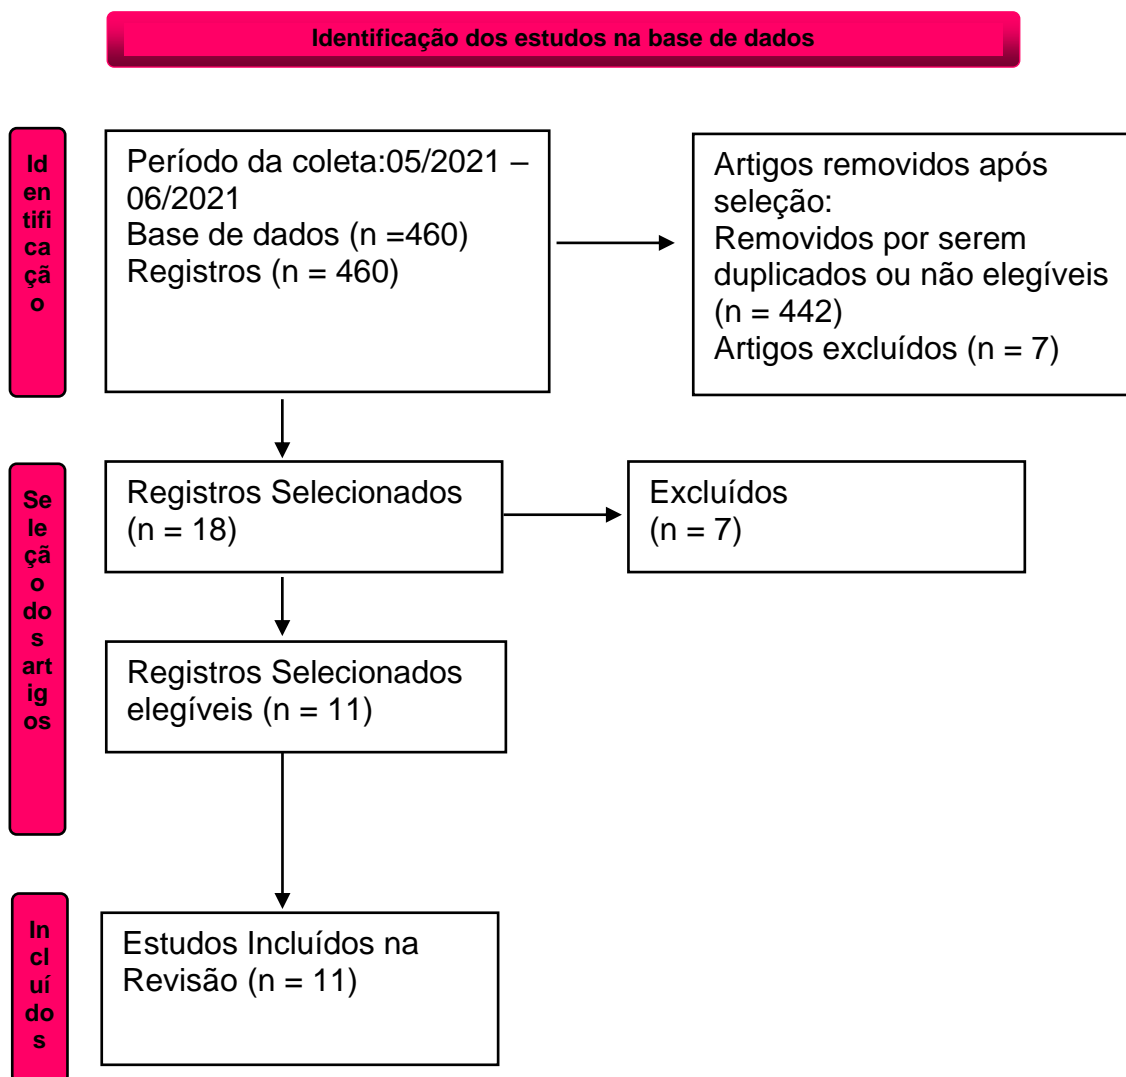 Identificação dos estudos na base de dados
Id
en
tifi
ca
çã
o
Período da coleta:05/2021 –
06/2021
Base de dados (n =460)
Registros (n = 460)
Artigos removidos após
seleção:
Removidos por serem
duplicados ou não elegíveis
(n = 442)
Artigos excluídos (n = 7)
Se
le
çã
o
do
s
art
ig
os
Registros Selecionados
(n = 18)
Excluídos
(n = 7)
Registros Selecionados
elegíveis (n = 11)
In
cl
uí
do
s
Estudos Incluídos na
Revisão (n = 11)